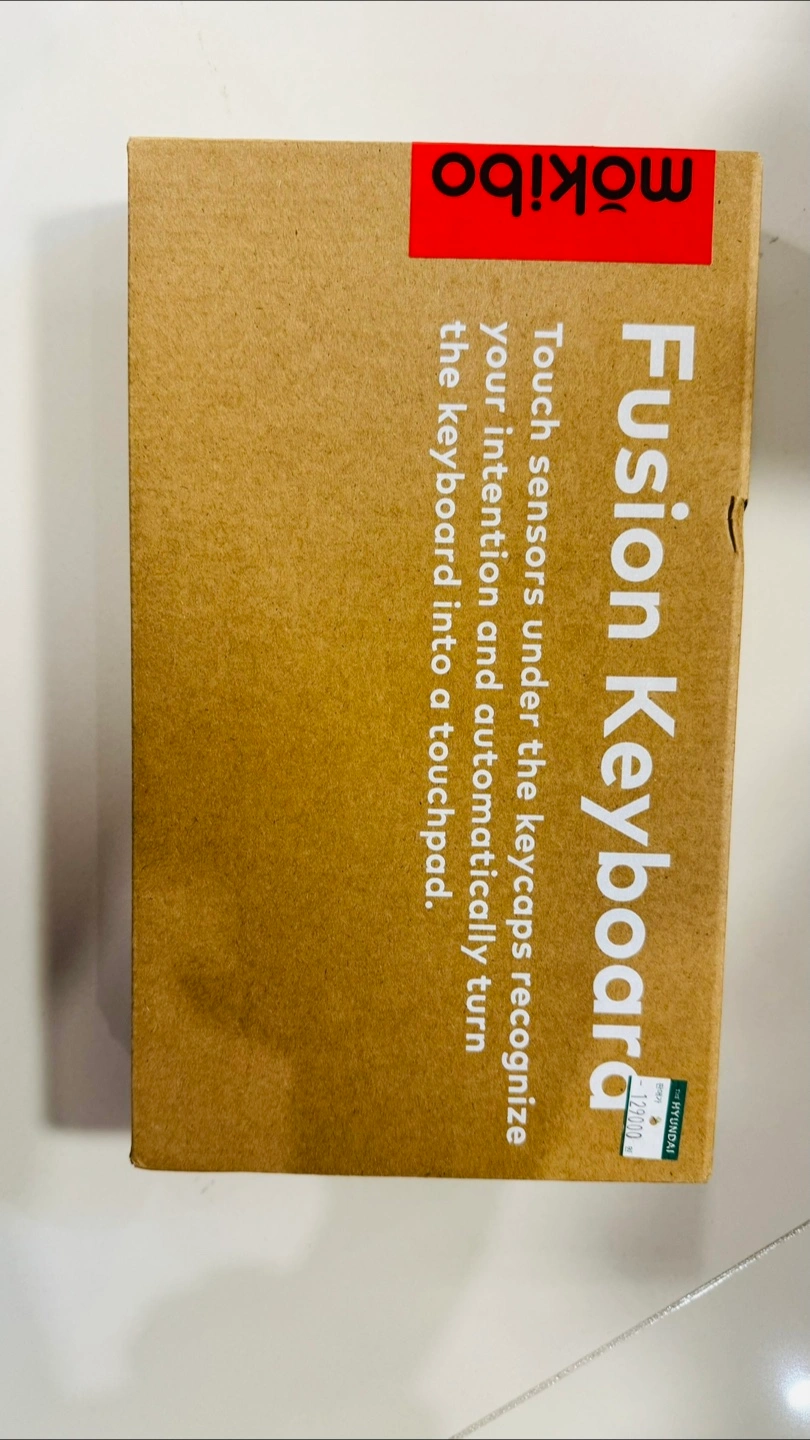 mokibo
Fusion Keyboard
Touch sensors under the keycaps recognize
your intention and automatically turn
the keyboard into a touchpad.
THE HYUNDAI
129000